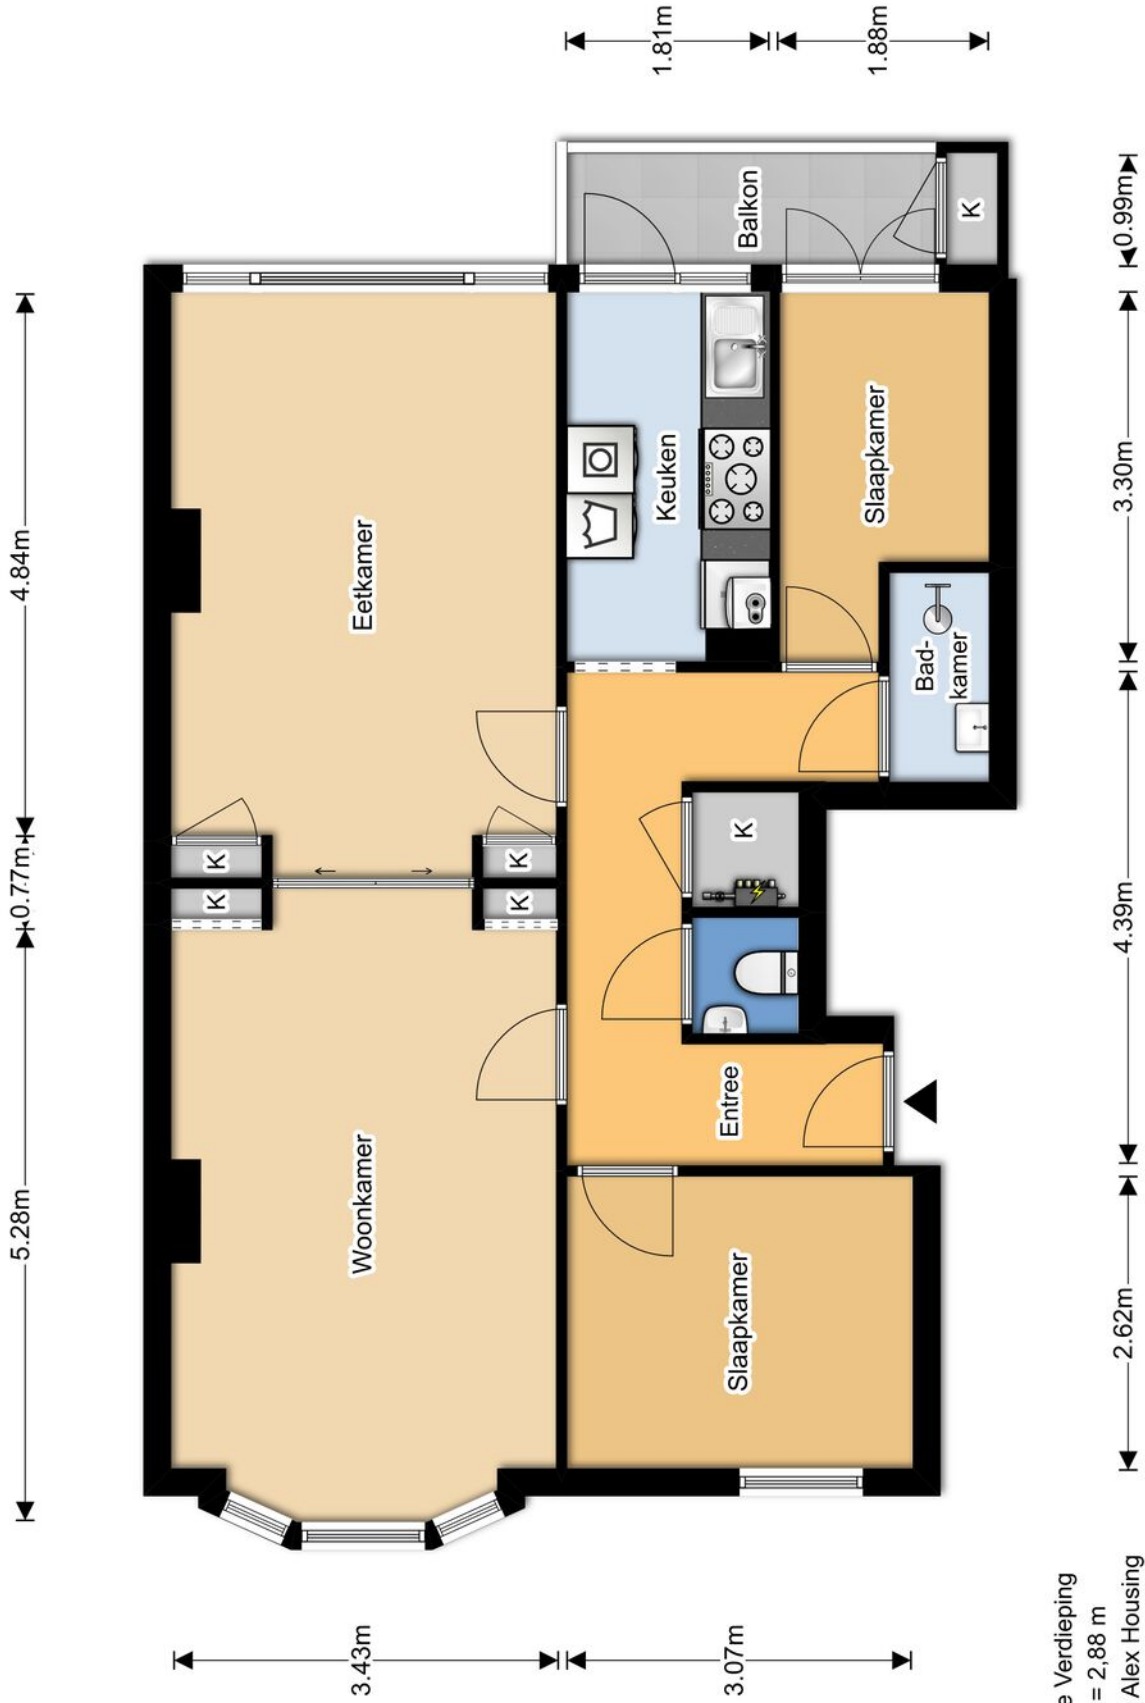 1.81m
1.88m
0.99m
3.30m
4.39m
2.62m
4.84m
0.77m
5.28m
3.43m
3.07m
Balkon
K
Keuken
Slaapkamer
Eetkamer
Bad-
kamer
K
K
K
K
K
Entree
Woonkamer
Slaapkamer
e Verdieping
= 2,88 m
Alex Housing